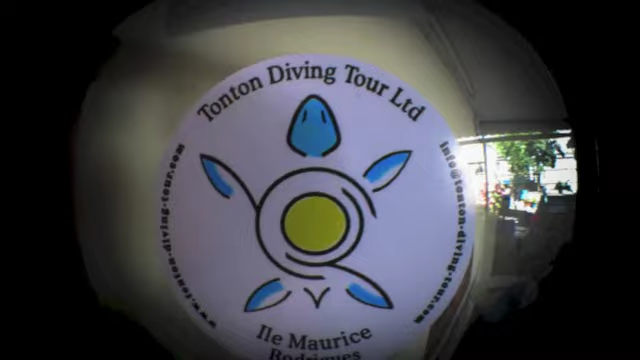 Tonton Diving Tour Ltd
www.tonton-diving-tour.com
info@tonton-diving-tour.com
Ile Maurice
Rodrigues